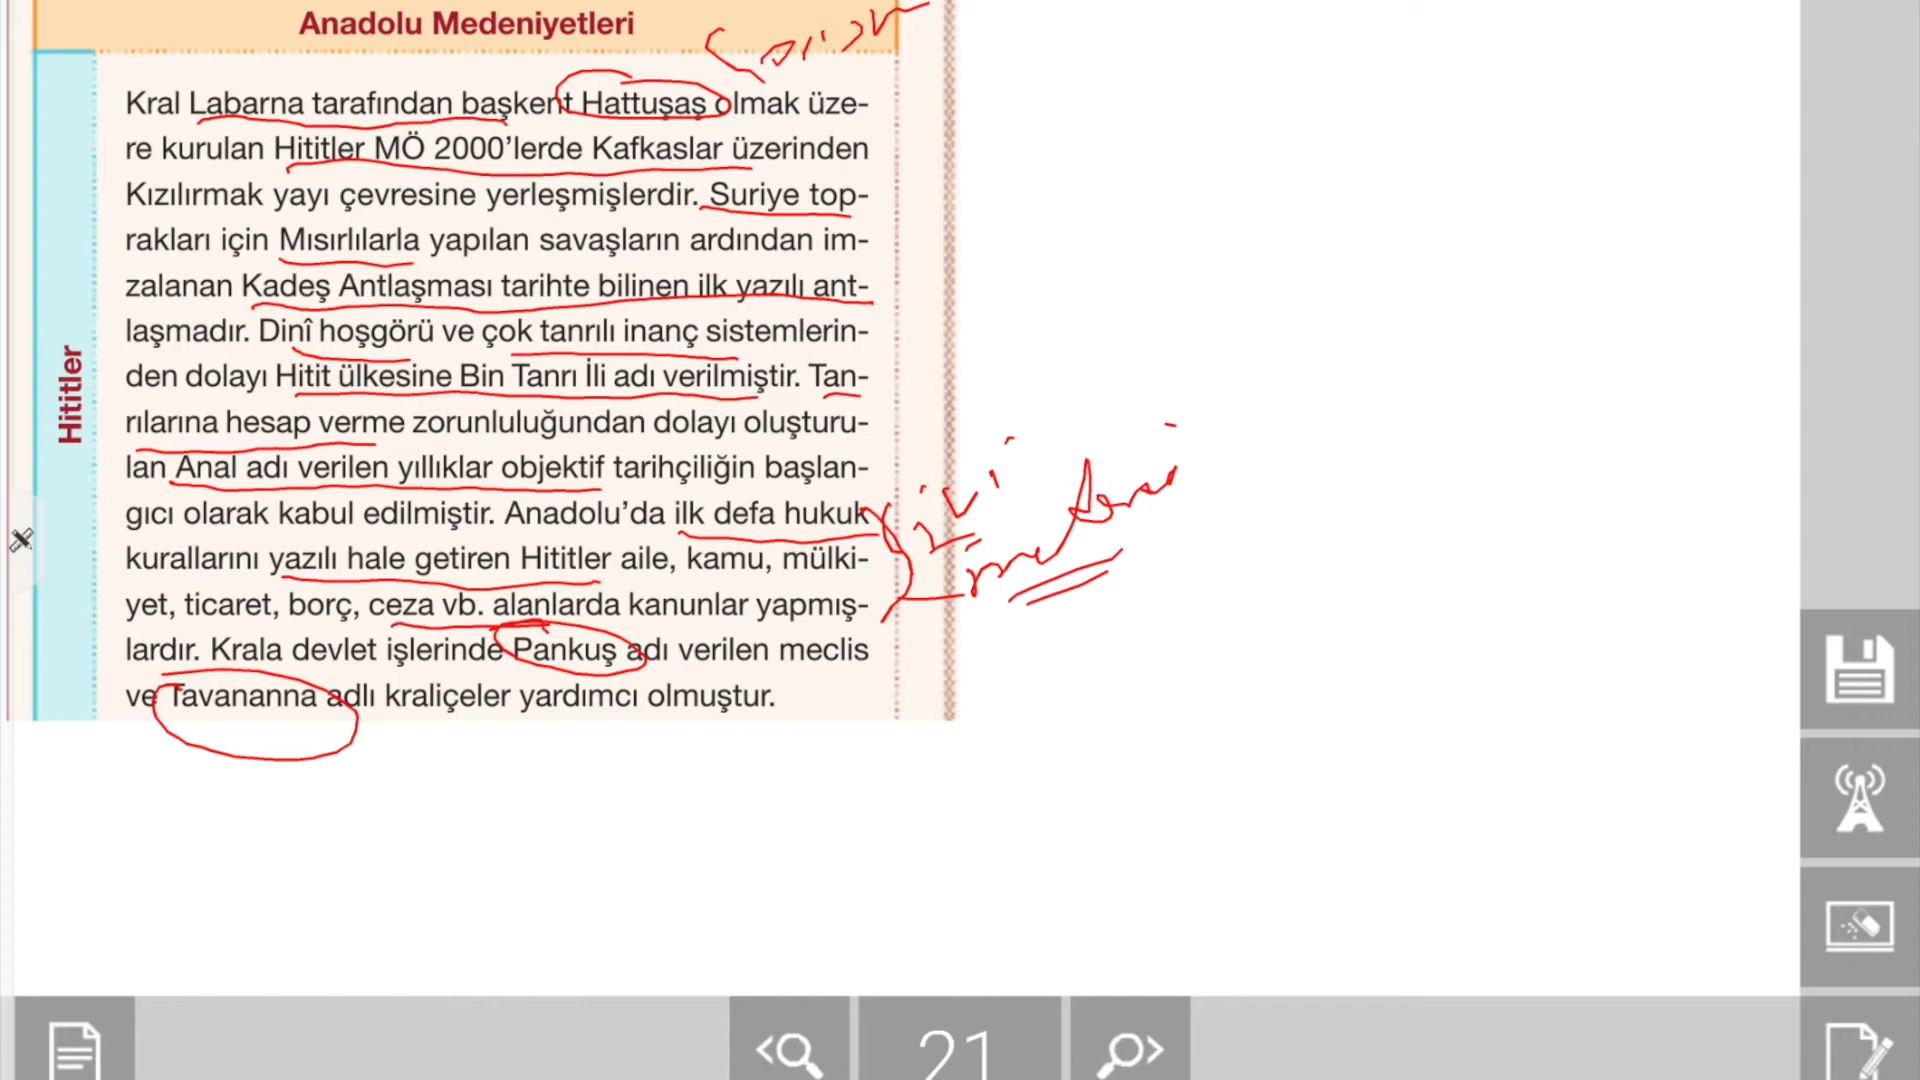 Anadolu Medeniyetleri
Çorum
Hititler
Kral Labarna tarafından başkent Hattuşaş olmak üze-
re kurulan Hititler MÖ 2000’lerde Kafkaslar üzerinden
Kızılırmak yayı çevresine yerleşmişlerdir. Suriye top-
rakları için Mısırlılarla yapılan savaşların ardından im-
zalanan Kadeş Antlaşması tarihte bilinen ilk yazılı ant-
laşmadır. Dinî hoşgörü ve çok tanrılı inanç sistemlerin-
den dolayı Hitit ülkesine Bin Tanrı İli adı verilmiştir. Tan-
rılarına hesap verme zorunluluğundan dolayı oluşturu-
lan Anal adı verilen yıllıklar objektif tarihçiliğin başlan-
gıcı olarak kabul edilmiştir. Anadolu’da ilk defa hukuk
kurallarını yazılı hale getiren Hititler aile, kamu, mülki-
yet, ticaret, borç, ceza vb. alanlarda kanunlar yapmış-
lardır. Krala devlet işlerinde Pankuş adı verilen meclis
ve Tavananna adlı kraliçeler yardımcı olmuştur.
21